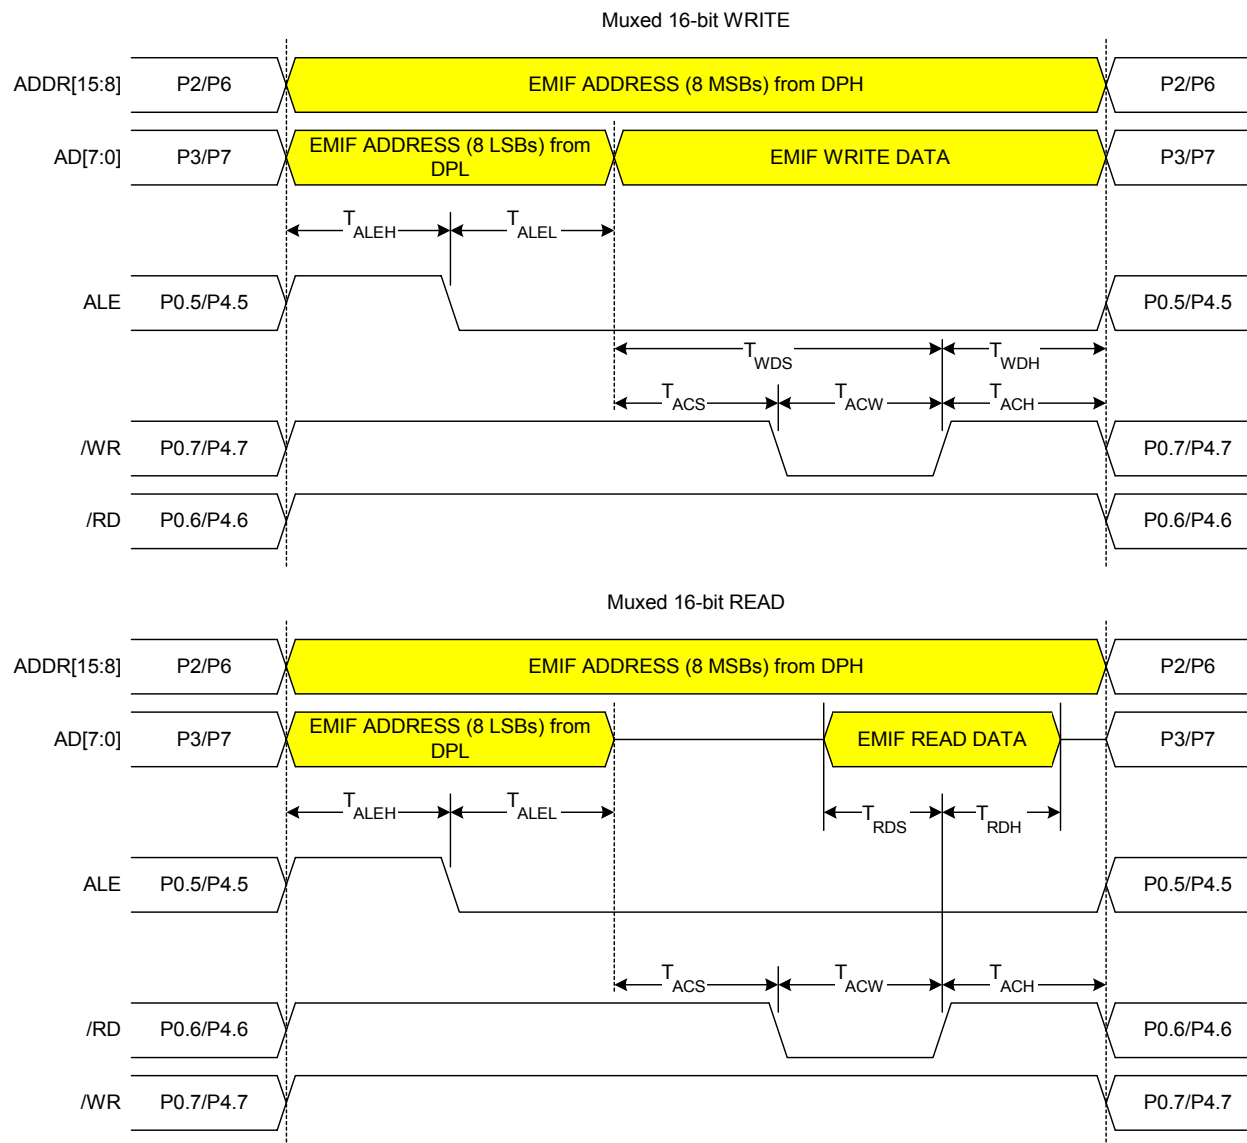 Muxed 16-bit WRITE
ADDR[15:8] P2/P6 EMIF ADDRESS (8 MSBs) from DPH P2/P6
AD[7:0] P3/P7 EMIF ADDRESS (8 LSBs) from DPL EMIF WRITE DATA P3/P7
TALEH TALEL
ALE P0.5/P4.5 P0.5/P4.5
TWDS TWDH
TACS TACW TACH
/WR P0.7/P4.7 P0.7/P4.7
/RD P0.6/P4.6 P0.6/P4.6
Muxed 16-bit READ
ADDR[15:8] P2/P6 EMIF ADDRESS (8 MSBs) from DPH P2/P6
AD[7:0] P3/P7 EMIF ADDRESS (8 LSBs) from DPL EMIF READ DATA P3/P7
TALEH TALEL TRDS TRDH
ALE P0.5/P4.5 P0.5/P4.5
TACS TACW TACH
/RD P0.6/P4.6 P0.6/P4.6
/WR P0.7/P4.7 P0.7/P4.7